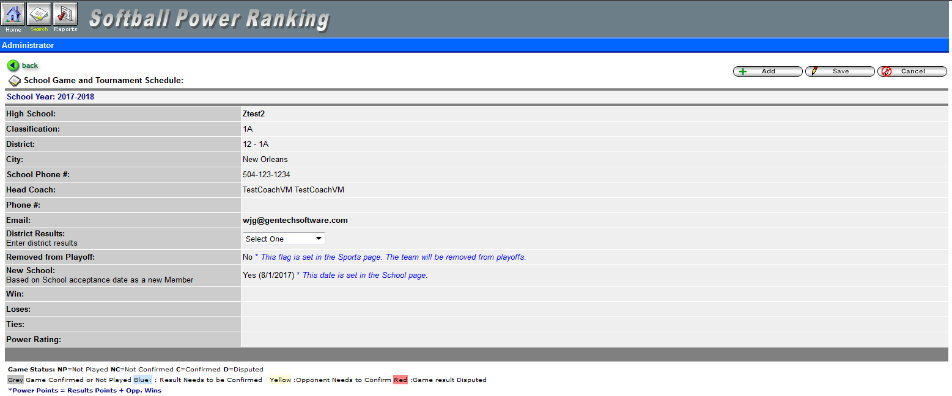 Home Search Reports Softball Power Ranking
Administrator
back
School Game and Tournament Schedule:
Add Save Cancel
School Year: 2017-2018
High School: Ztest2
Classification: 1A
District: 12 - 1A
City: New Orleans
School Phone #: 504-123-1234
Head Coach: TestCoachVM TestCoachVM
Phone #:
Email: wjg@gentechsoftware.com
District Results: Select One
Enter district results
Removed from Playoff: No * This flag is set in the Sports page. The team will be removed from playoffs.
New School: Yes (8/1/2017) * This date is set in the School page.
Based on School acceptance date as a new Member
Win:
Loses:
Ties:
Power Rating:
Game Status: NP=Not Played NC=Not Confirmed C=Confirmed D=Disputed
Grey Game Confirmed or Not Played Blue: : Result Needs to be Confirmed Yellow :Opponent Needs to Confirm Red :Game result Disputed
*Power Points = Results Points + Opp. Wins